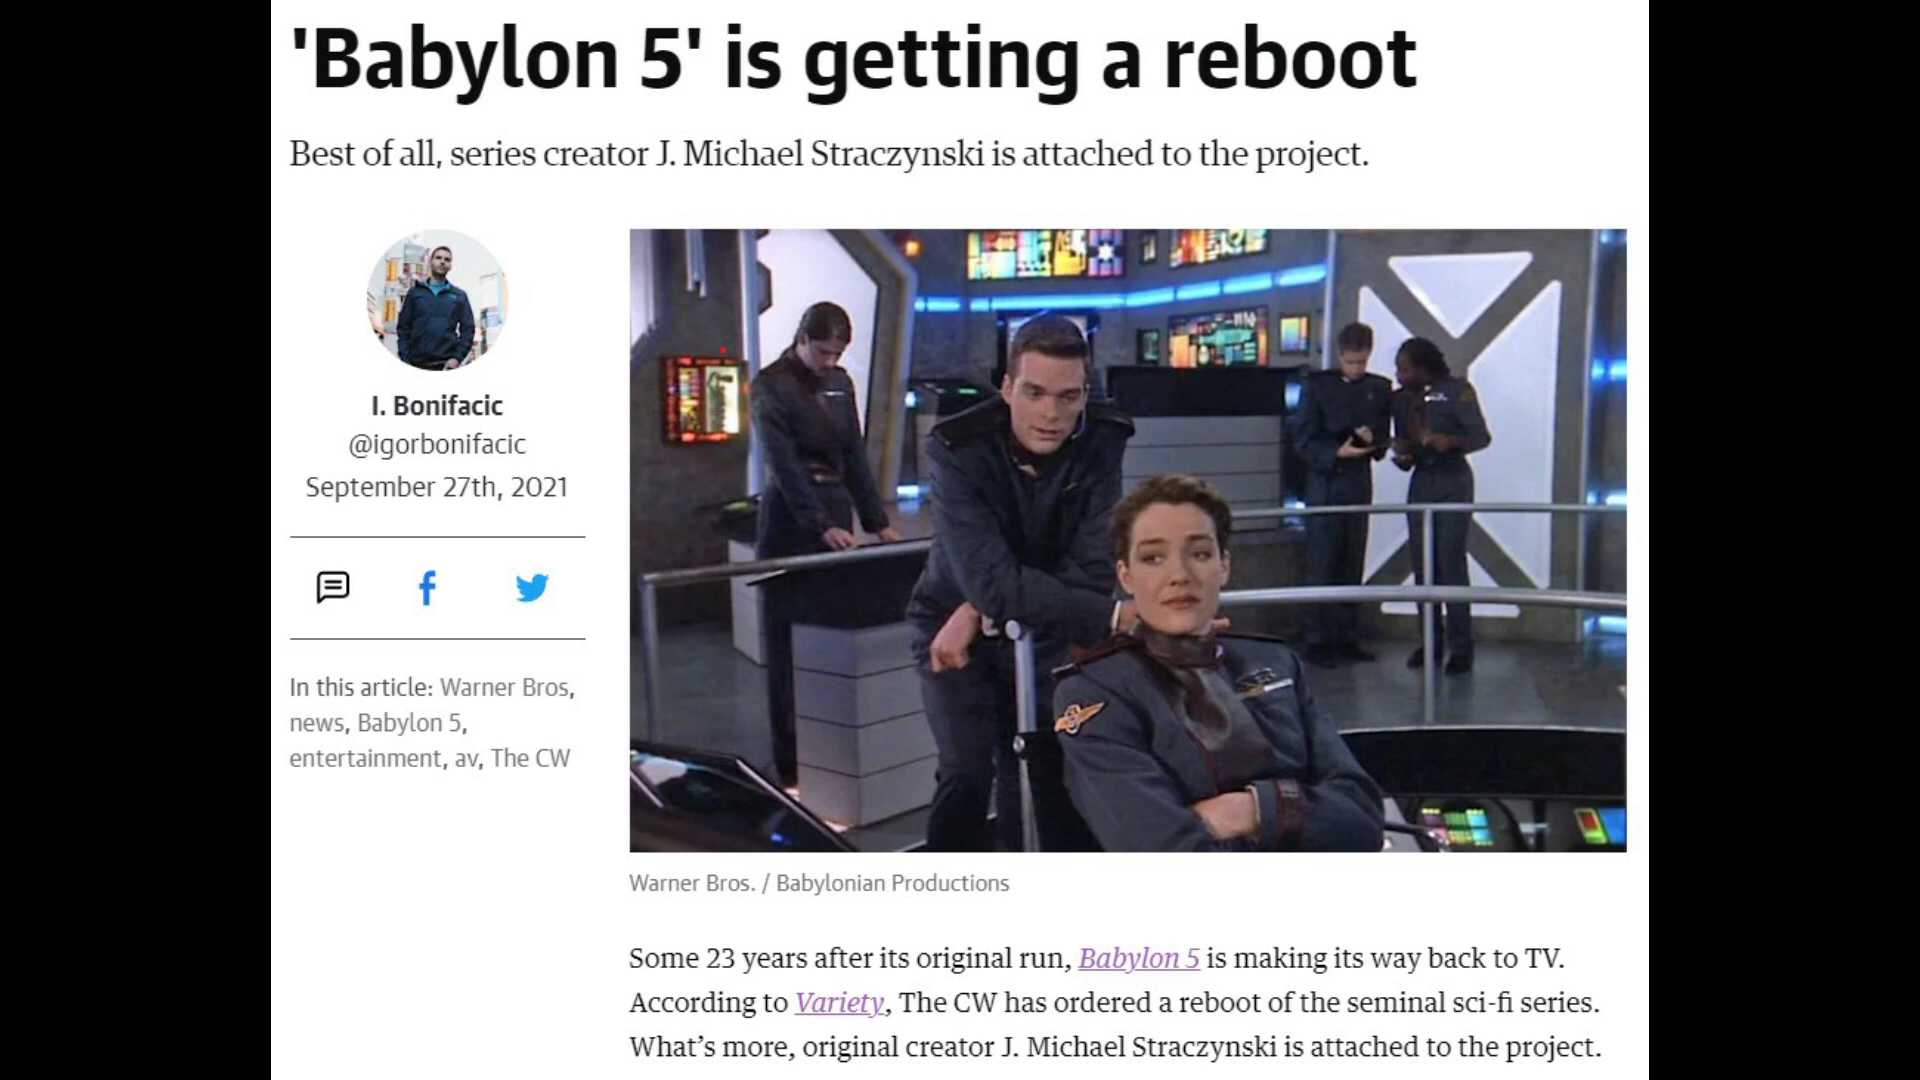 'Babylon 5' is getting a reboot
Best of all, series creator J. Michael Straczynski is attached to the project.
I. Bonifacic
@igorbonifacic
September 27th, 2021
In this article: Warner Bros,
news, Babylon 5,
entertainment, av, The CW
Warner Bros. / Babylonian Productions
Some 23 years after its original run, Babylon 5 is making its way back to TV.
According to Variety, The CW has ordered a reboot of the seminal sci-fi series.
What’s more, original creator J. Michael Straczynski is attached to the project.